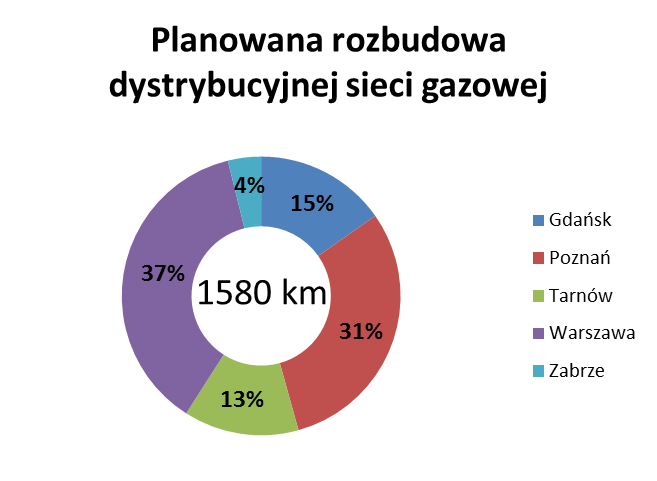 Planowana rozbudowa
dystrybucyjnej sieci gazowej
4%
15%
37%
1580 km
31%
13%
Gdańsk
Poznań
Tarnów
Warszawa
Zabrze